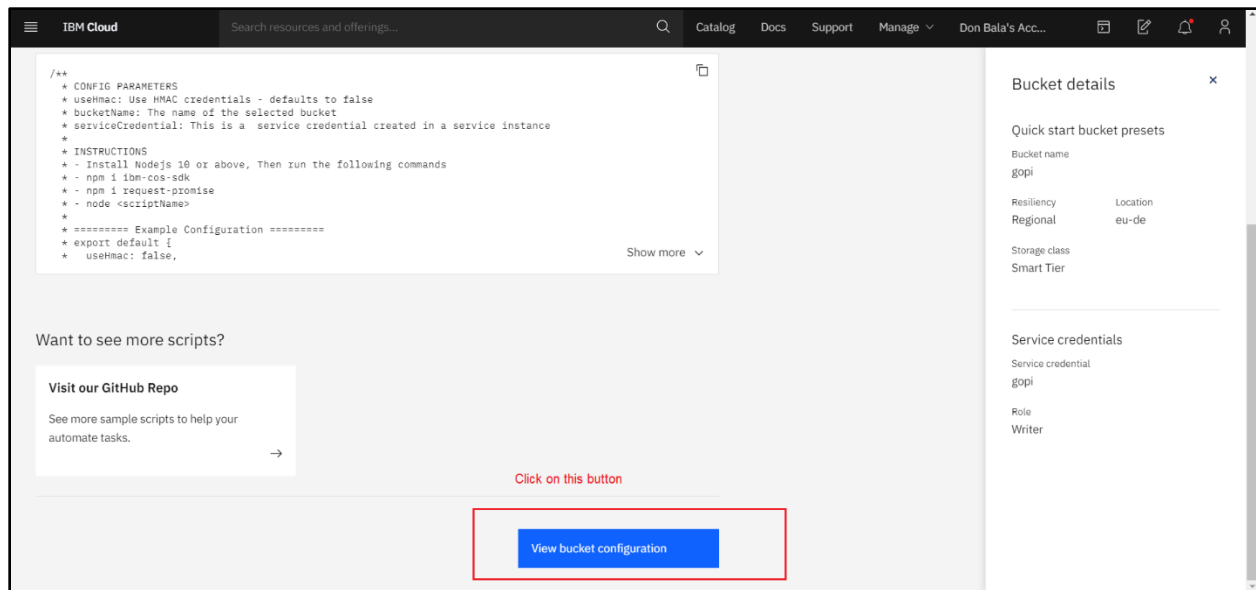 IBM Cloud
Search resources and offerings...
Catalog
Docs
Support
Manage
Don Bala's Acc...
/**
* CONFIG PARAMETERS
* useHmac: Use HMAC credentials - defaults to false
* bucketName: The name of the selected bucket
* serviceCredential: This is a  service credential created in a service instance
*
* INSTRUCTIONS
* - Install Nodejs 10 or above, Then run the following commands
* - npm i ibm-cos-sdk
* - npm i request-promise
* - node <scriptName>
*
* ========= Example Configuration =========
* export default {
*   useHmac: false,
Show more
Want to see more scripts?
Visit our GitHub Repo
See more sample scripts to help your
automate tasks.
Click on this button
View bucket configuration
Bucket details
Quick start bucket presets
Bucket name
gopi
Resiliency
Location
Regional
eu-de
Storage class
Smart Tier
Service credentials
Service credential
gopi
Role
Writer